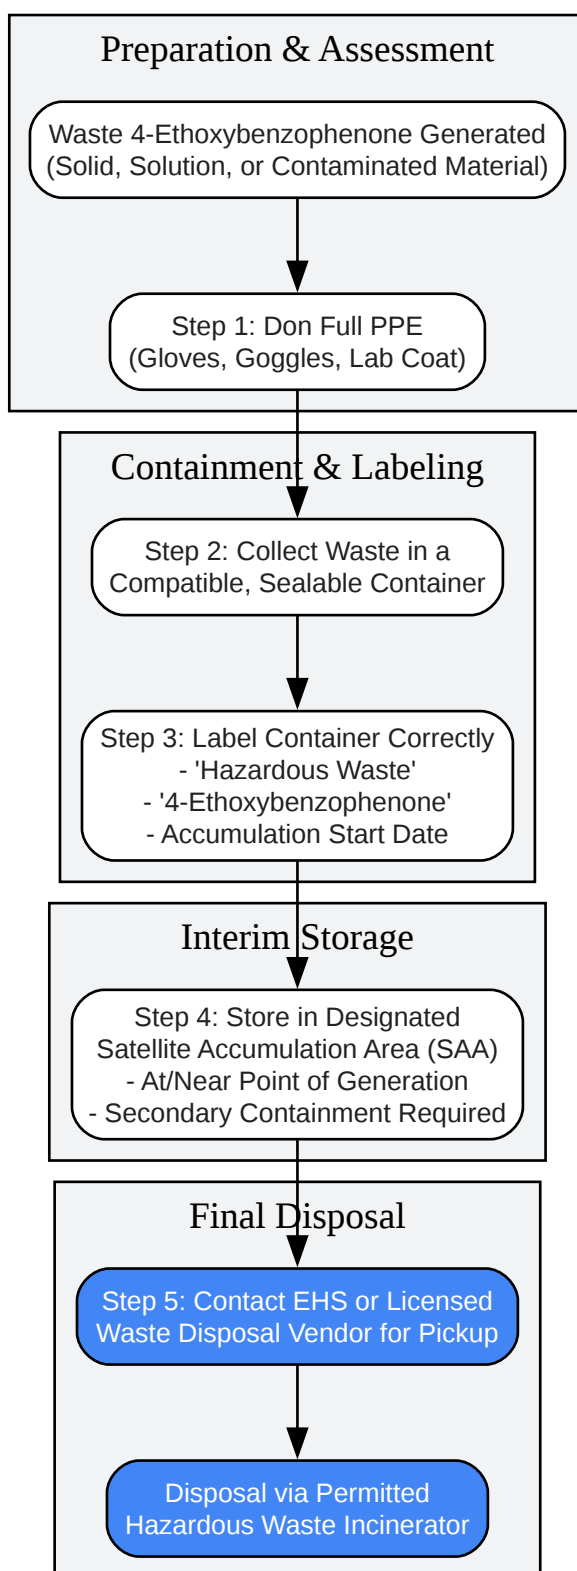 Preparation & Assessment
Waste 4-Ethoxybenzophenone Generated
(Solid, Solution, or Contaminated Material)
Step 1: Don Full PPE
(Gloves, Goggles, Lab Coat)
Containment & Labeling
Step 2: Collect Waste in a
Compatible, Sealable Container
Step 3: Label Container Correctly
- 'Hazardous Waste'
- '4-Ethoxybenzophenone'
- Accumulation Start Date
Interim Storage
Step 4: Store in Designated
Satellite Accumulation Area (SAA)
- At/Near Point of Generation
- Secondary Containment Required
Final Disposal
Step 5: Contact EHS or Licensed
Waste Disposal Vendor for Pickup
Disposal via Permitted
Hazardous Waste Incinerator